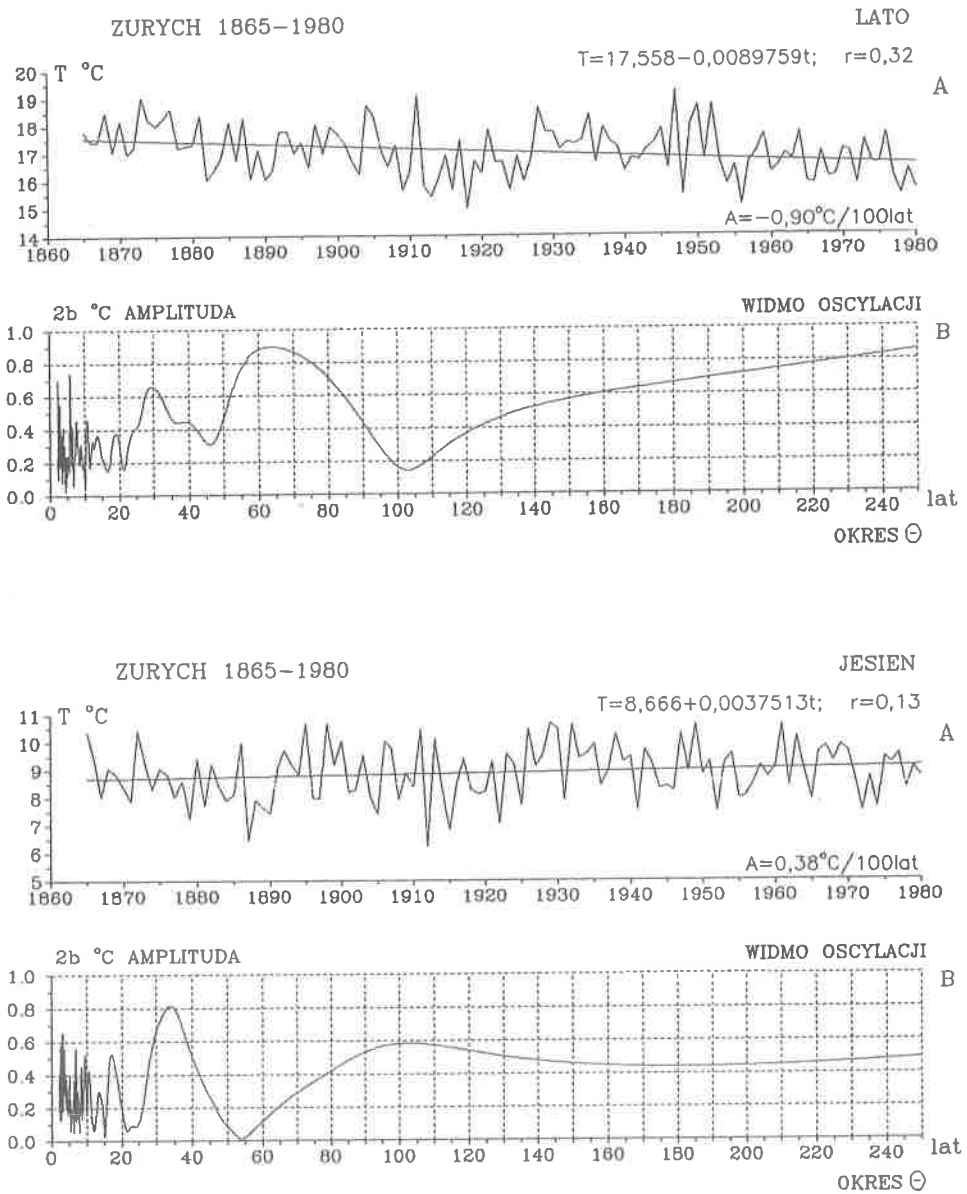 ZURYCH 1865-1980
LATO
T=17,558-0,0089759t; r=0,32
A
T °C
20
19
18
17
16
15
14
A=-0,90°C/100lat
1860 1870 1880 1890 1900 1910 1920 1930 1940 1950 1960 1970 1980
2b °C AMPLITUDA
WIDMO OSCYLACJI
B
1.0
0.8
0.6
0.4
0.2
0.0
0 20 40 60 80 100 120 140 160 180 200 220 240 lat
OKRES Θ
ZURYCH 1865-1980
JESIEN
T=8,666+0,0037513t; r=0,13
A
T °C
11
10
9
8
7
6
5
A=0,38°C/100lat
1860 1870 1880 1890 1900 1910 1920 1930 1940 1950 1960 1970 1980
2b °C AMPLITUDA
WIDMO OSCYLACJI
B
1.0
0.8
0.6
0.4
0.2
0.0
0 20 40 60 80 100 120 140 160 180 200 220 240 lat
OKRES Θ